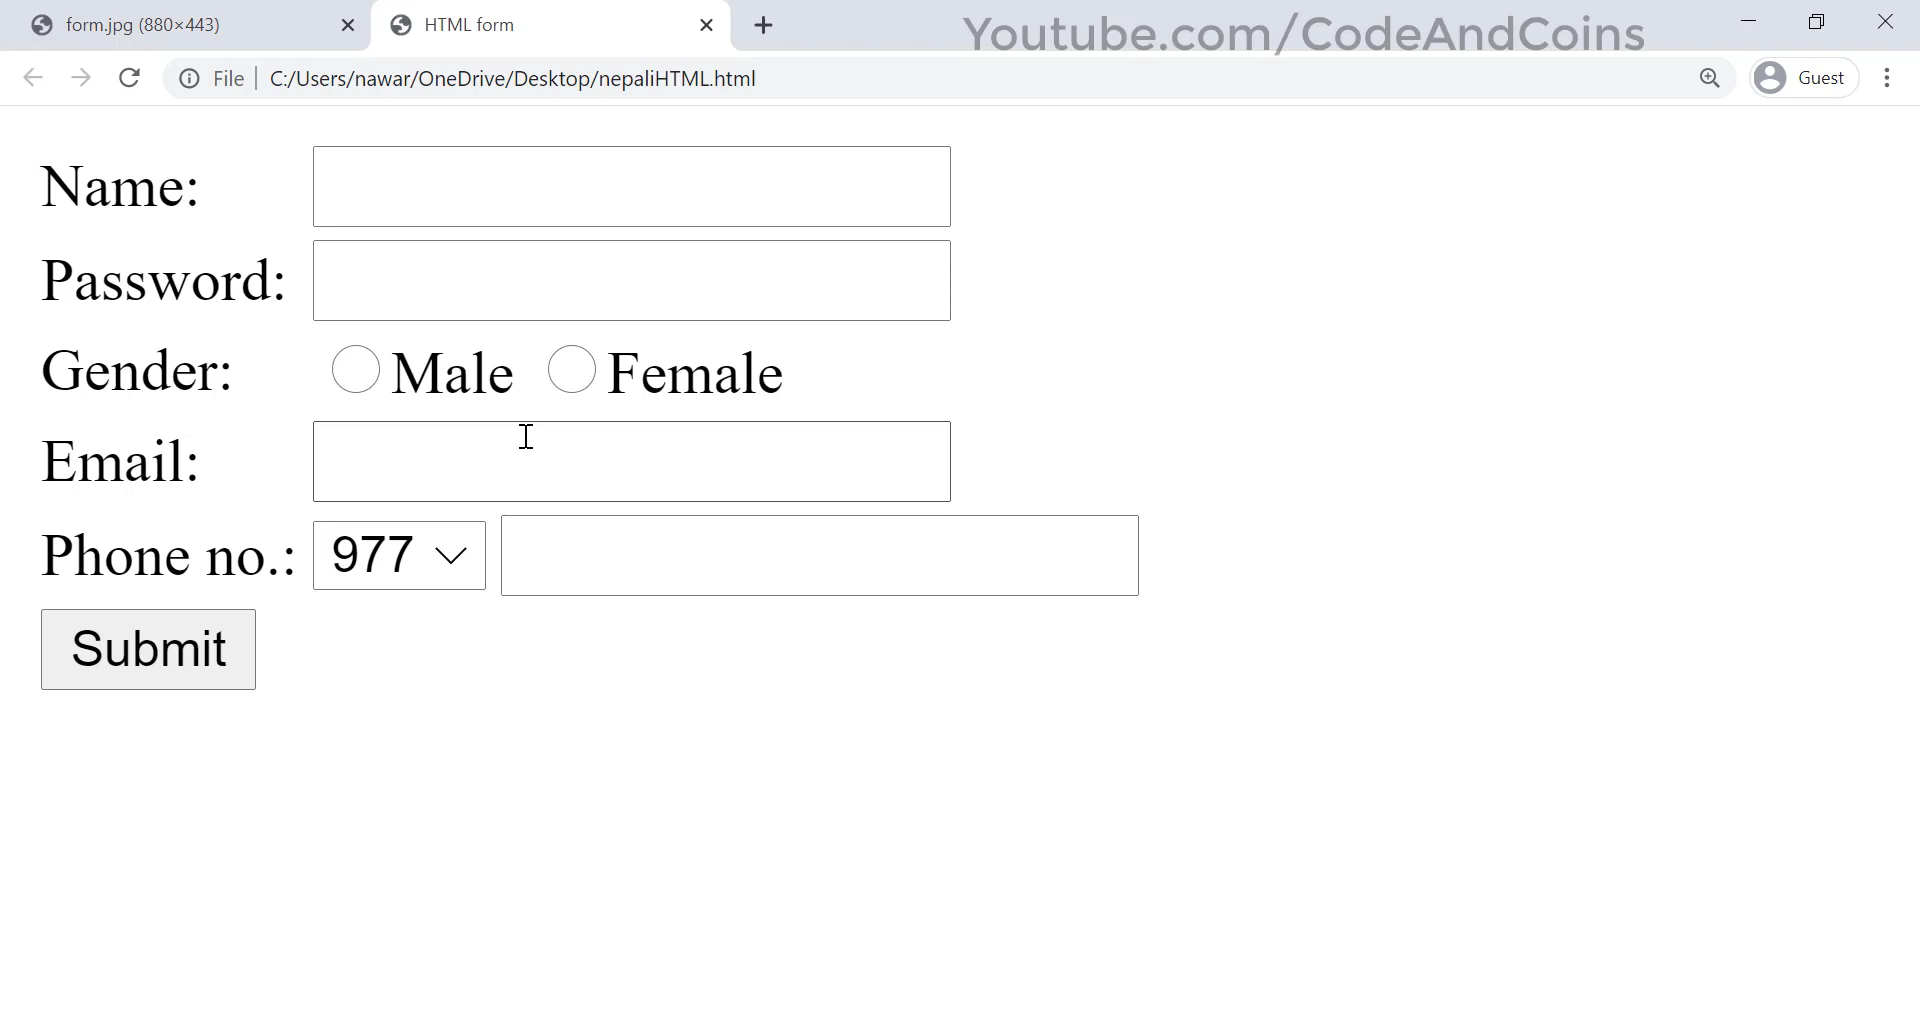 form.jpg (880×443)
HTML form
Youtube.com/CodeAndCoins
File
C:/Users/nawar/OneDrive/Desktop/nepaliHTML.html
Guest
Name:
Password:
Gender: Male Female
Email:
Phone no.: 977
Submit